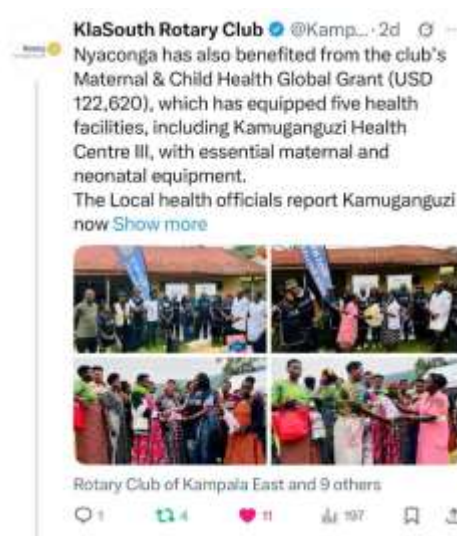 KlaSouth Rotary Club @Kamp... · 2d
Nyaconga has also benefited from the club's
Maternal & Child Health Global Grant (USD
122,620), which has equipped five health
facilities, including Kamuganguzi Health
Centre III, with essential maternal and
neonatal equipment.
The Local health officials report Kamuganguzi
now Show more
Rotary Club of Kampala East and 9 others
1 4 11 197